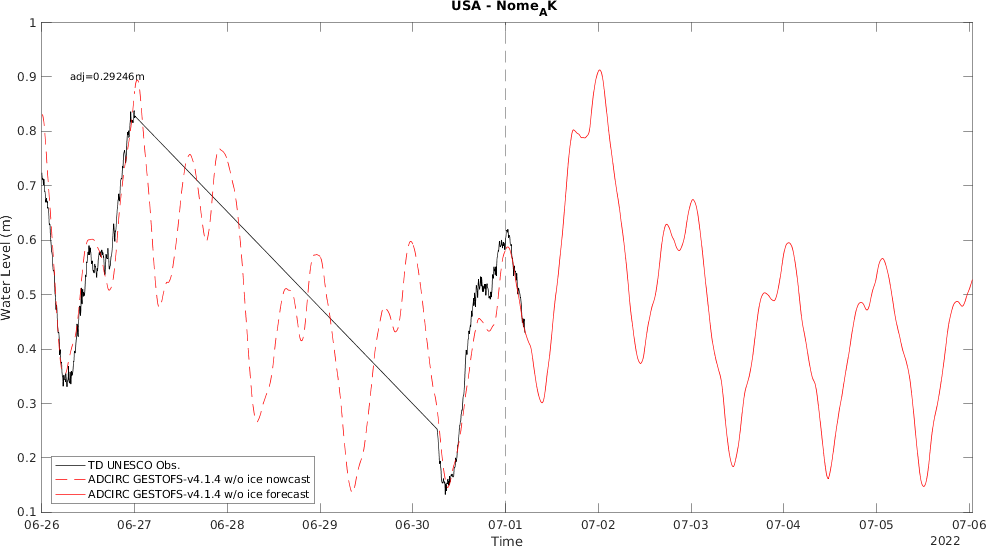 USA - Nome_AK
adj=0.29246m
1
0.9
0.8
0.7
0.6
0.5
0.4
0.3
0.2
0.1
Water Level (m)
TD UNESCO Obs.
ADCIRC GESTOFS-v4.1.4 w/o ice nowcast
ADCIRC GESTOFS-v4.1.4 w/o ice forecast
06-26 06-27 06-28 06-29 06-30 07-01 07-02 07-03 07-04 07-05 07-06
Time
2022